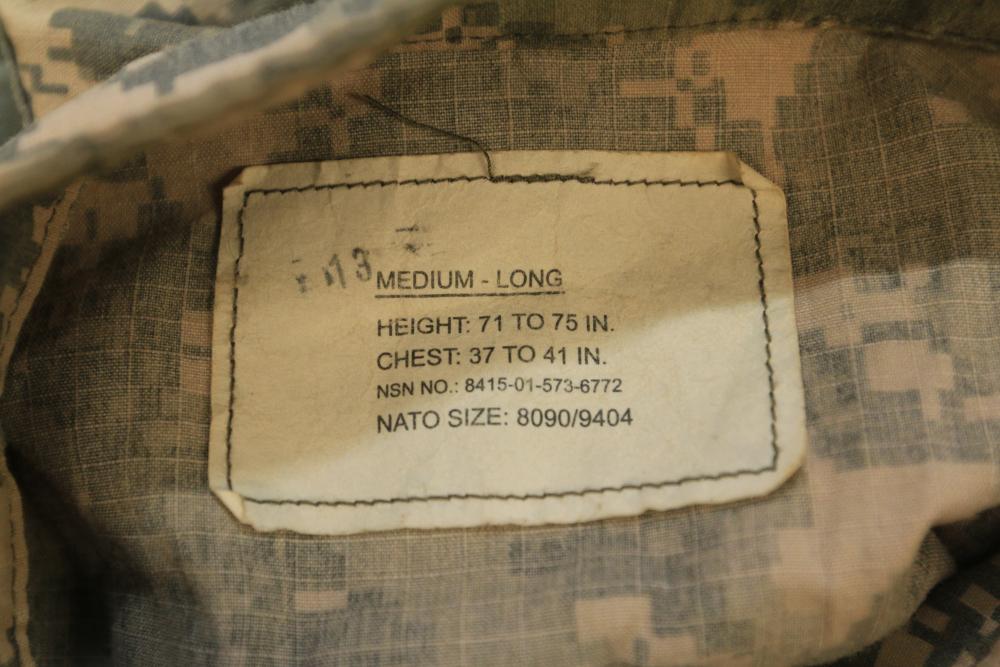 13
MEDIUM - LONG
HEIGHT: 71 TO 75 IN.
CHEST: 37 TO 41 IN.
NSN NO.: 8415-01-573-6772
NATO SIZE: 8090/9404